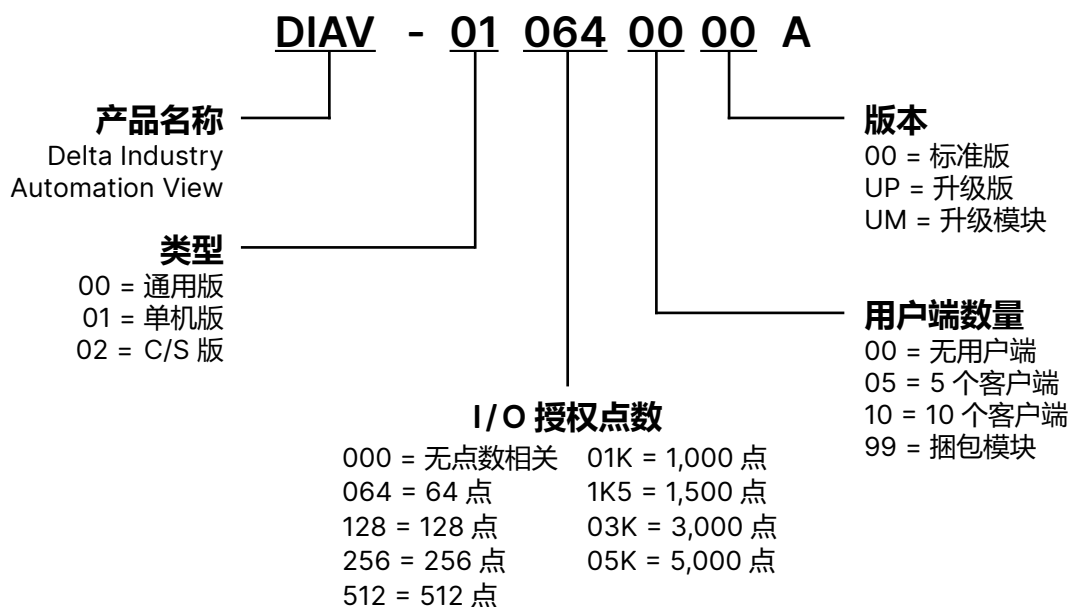 DIAV - 01 064 00 00 A
产品名称
Delta Industry
Automation View
类型
00 = 通用版
01 = 单机版
02 = C/S 版
I/O 授权点数
000 = 无点数相关
064 = 64 点
128 = 128 点
256 = 256 点
512 = 512 点
01K = 1,000 点
1K5 = 1,500 点
03K = 3,000 点
05K = 5,000 点
版本
00 = 标准版
UP = 升级版
UM = 升级模块
用户端数量
00 = 无用户端
05 = 5 个客户端
10 = 10 个客户端
99 = 捆包模块